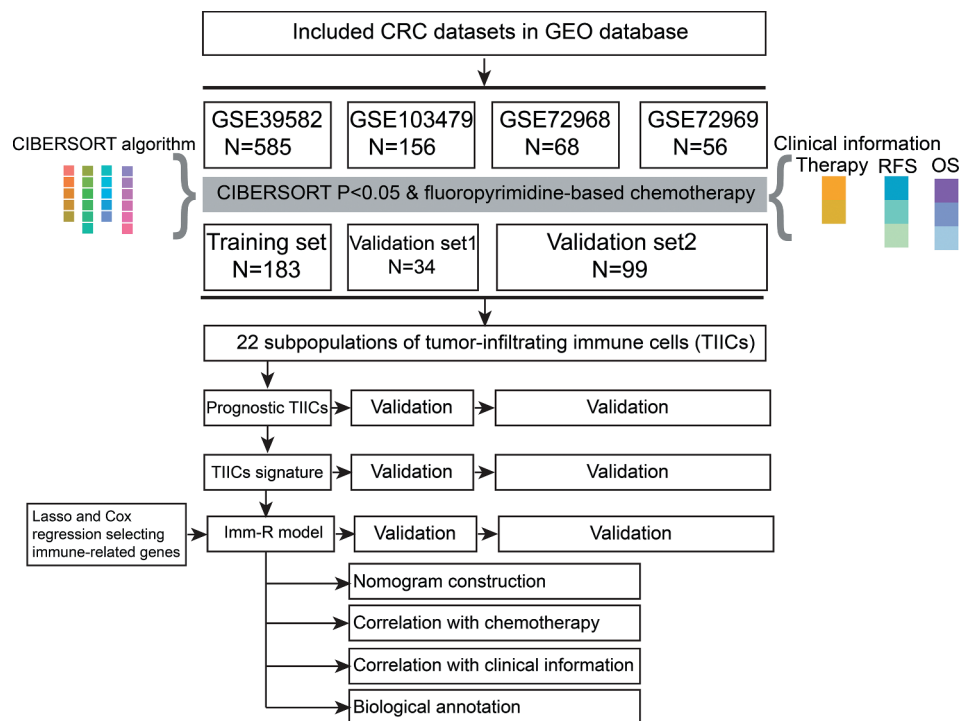 Included CRC datasets in GEO database
GSE39582
N=585
GSE103479
N=156
GSE72968
N=68
GSE72969
N=56
CIBERSORT algorithm
Clinical information
Therapy RFS OS
CIBERSORT P<0.05 & fluoropyrimidine-based chemotherapy
Training set
N=183
Validation set1
N=34
Validation set2
N=99
22 subpopulations of tumor-infiltrating immune cells (TIICs)
Prognostic TIICs
Validation
Validation
TIICs signature
Validation
Validation
Lasso and Cox
regression selecting
immune-related genes
Imm-R model
Validation
Validation
Nomogram construction
Correlation with chemotherapy
Correlation with clinical information
Biological annotation